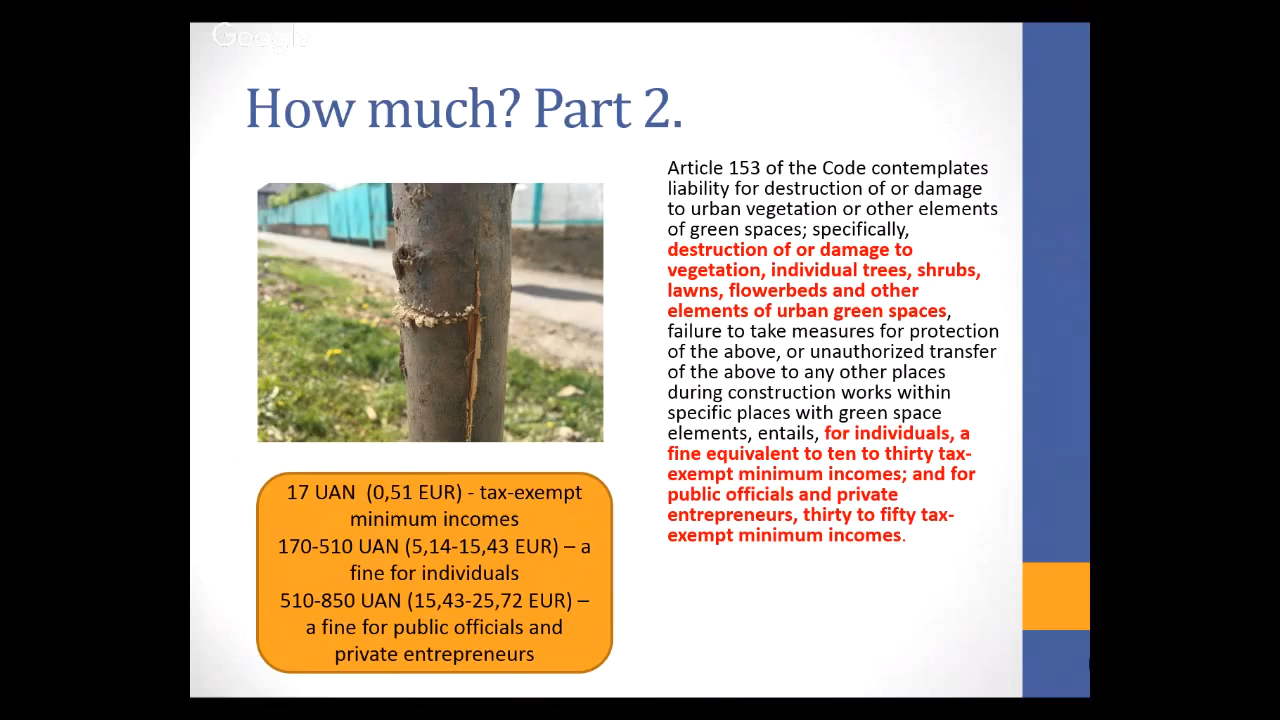 Google
How much? Part 2.
Article 153 of the Code contemplates
liability for destruction of or damage
to urban vegetation or other elements
of green spaces; specifically,
destruction of or damage to
vegetation, individual trees, shrubs,
lawns, flowerbeds and other
elements of urban green spaces,
failure to take measures for protection
of the above, or unauthorized transfer
of the above to any other places
during construction works within
specific places with green space
elements, entails, for individuals, a
fine equivalent to ten to thirty tax-
exempt minimum incomes; and for
public officials and private
entrepreneurs, thirty to fifty tax-
exempt minimum incomes.
17 UAN (0,51 EUR) - tax-exempt
minimum incomes
170-510 UAN (5,14-15,43 EUR) – a
fine for individuals
510-850 UAN (15,43-25,72 EUR) –
a fine for public officials and
private entrepreneurs